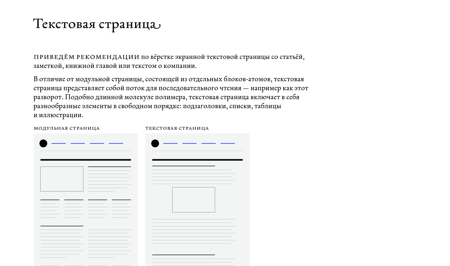 Текстовая страница
ПРИВЕДЁМ РЕКОМЕНДАЦИИ по вёрстке экранной текстовой страницы со статьёй,
заметкой, книжной главой или текстом о компании.
В отличие от модульной страницы, состоящей из отдельных блоков-атомов, текстовая
страница представляет собой поток для последовательного чтения — например как этот
разворот. Подобно длинной молекуле полимера, текстовая страница включает в себя
разнообразные элементы в свободном порядке: подзаголовки, списки, таблицы
и иллюстрации.
МОДУЛЬНАЯ СТРАНИЦА
ТЕКСТОВАЯ СТРАНИЦА